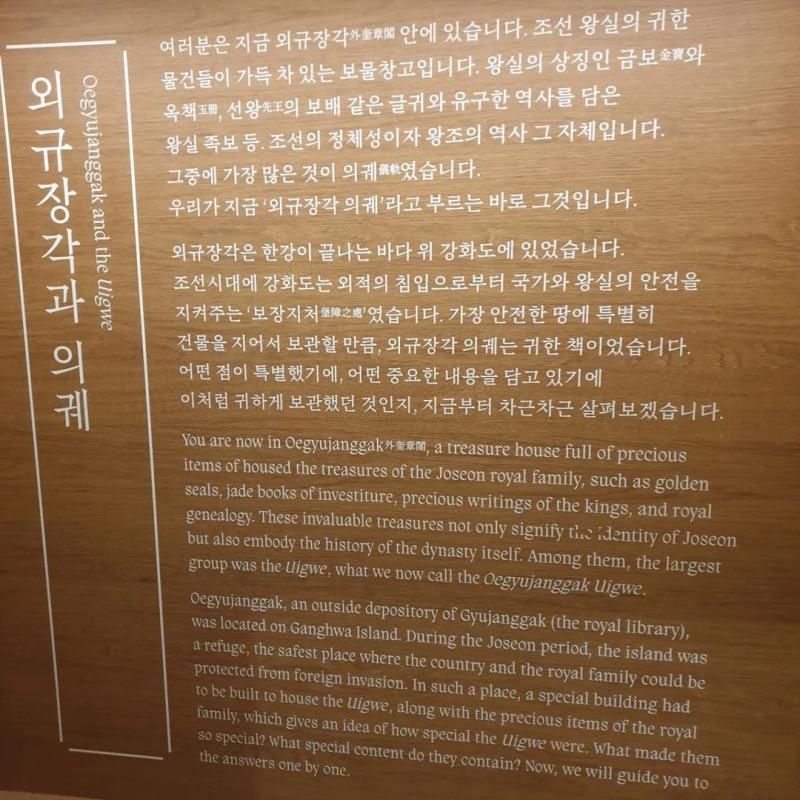 외규장각과 의궤
Oegyujanggak and the Uigwe
여러분은 지금 외규장각外奎章閣 안에 있습니다. 조선 왕실의 귀한
물건들이 가득 차 있는 보물창고입니다. 왕실의 상징인 금보金寶와
옥책玉冊, 선왕先王의 보배 같은 글귀와 유구한 역사를 담은
왕실 족보 등. 조선의 정체성이자 왕조의 역사 그 자체입니다.
그중에 가장 많은 것이 의궤儀軌였습니다.
우리가 지금 ‘외규장각 의궤’라고 부르는 바로 그것입니다.
외규장각은 한강이 끝나는 바다 위 강화도에 있었습니다.
조선시대에 강화도는 외적의 침입으로부터 국가와 왕실의 안전을
지켜주는 ‘보장지처堡障之處’였습니다. 가장 안전한 땅에 특별히
건물을 지어서 보관할 만큼, 외규장각 의궤는 귀한 책이었습니다.
어떤 점이 특별했기에, 어떤 중요한 내용을 담고 있기에
이처럼 귀하게 보관했던 것인지, 지금부터 차근차근 살펴보겠습니다.
You are now in Oegyujanggak外奎章閣, a treasure house full of precious
items of housed the treasures of the Joseon royal family, such as golden
seals, jade books of investiture, precious writings of the kings, and royal
genealogy. These invaluable treasures not only signify the identity of Joseon
but also embody the history of the dynasty itself. Among them, the largest
group was the Uigwe, what we now call the Oegyujanggak Uigwe.
Oegyujanggak, an outside depository of Gyujanggak (the royal library),
was located on Ganghwa Island. During the Joseon period, the island was
a refuge, the safest place where the country and the royal family could be
protected from foreign invasion. In such a place, a special building had
to be built to house the Uigwe, along with the precious items of the royal
family, which gives an idea of how special the Uigwe were. What made them
so special? What special content do they contain? Now, we will guide you to
the answers one by one.